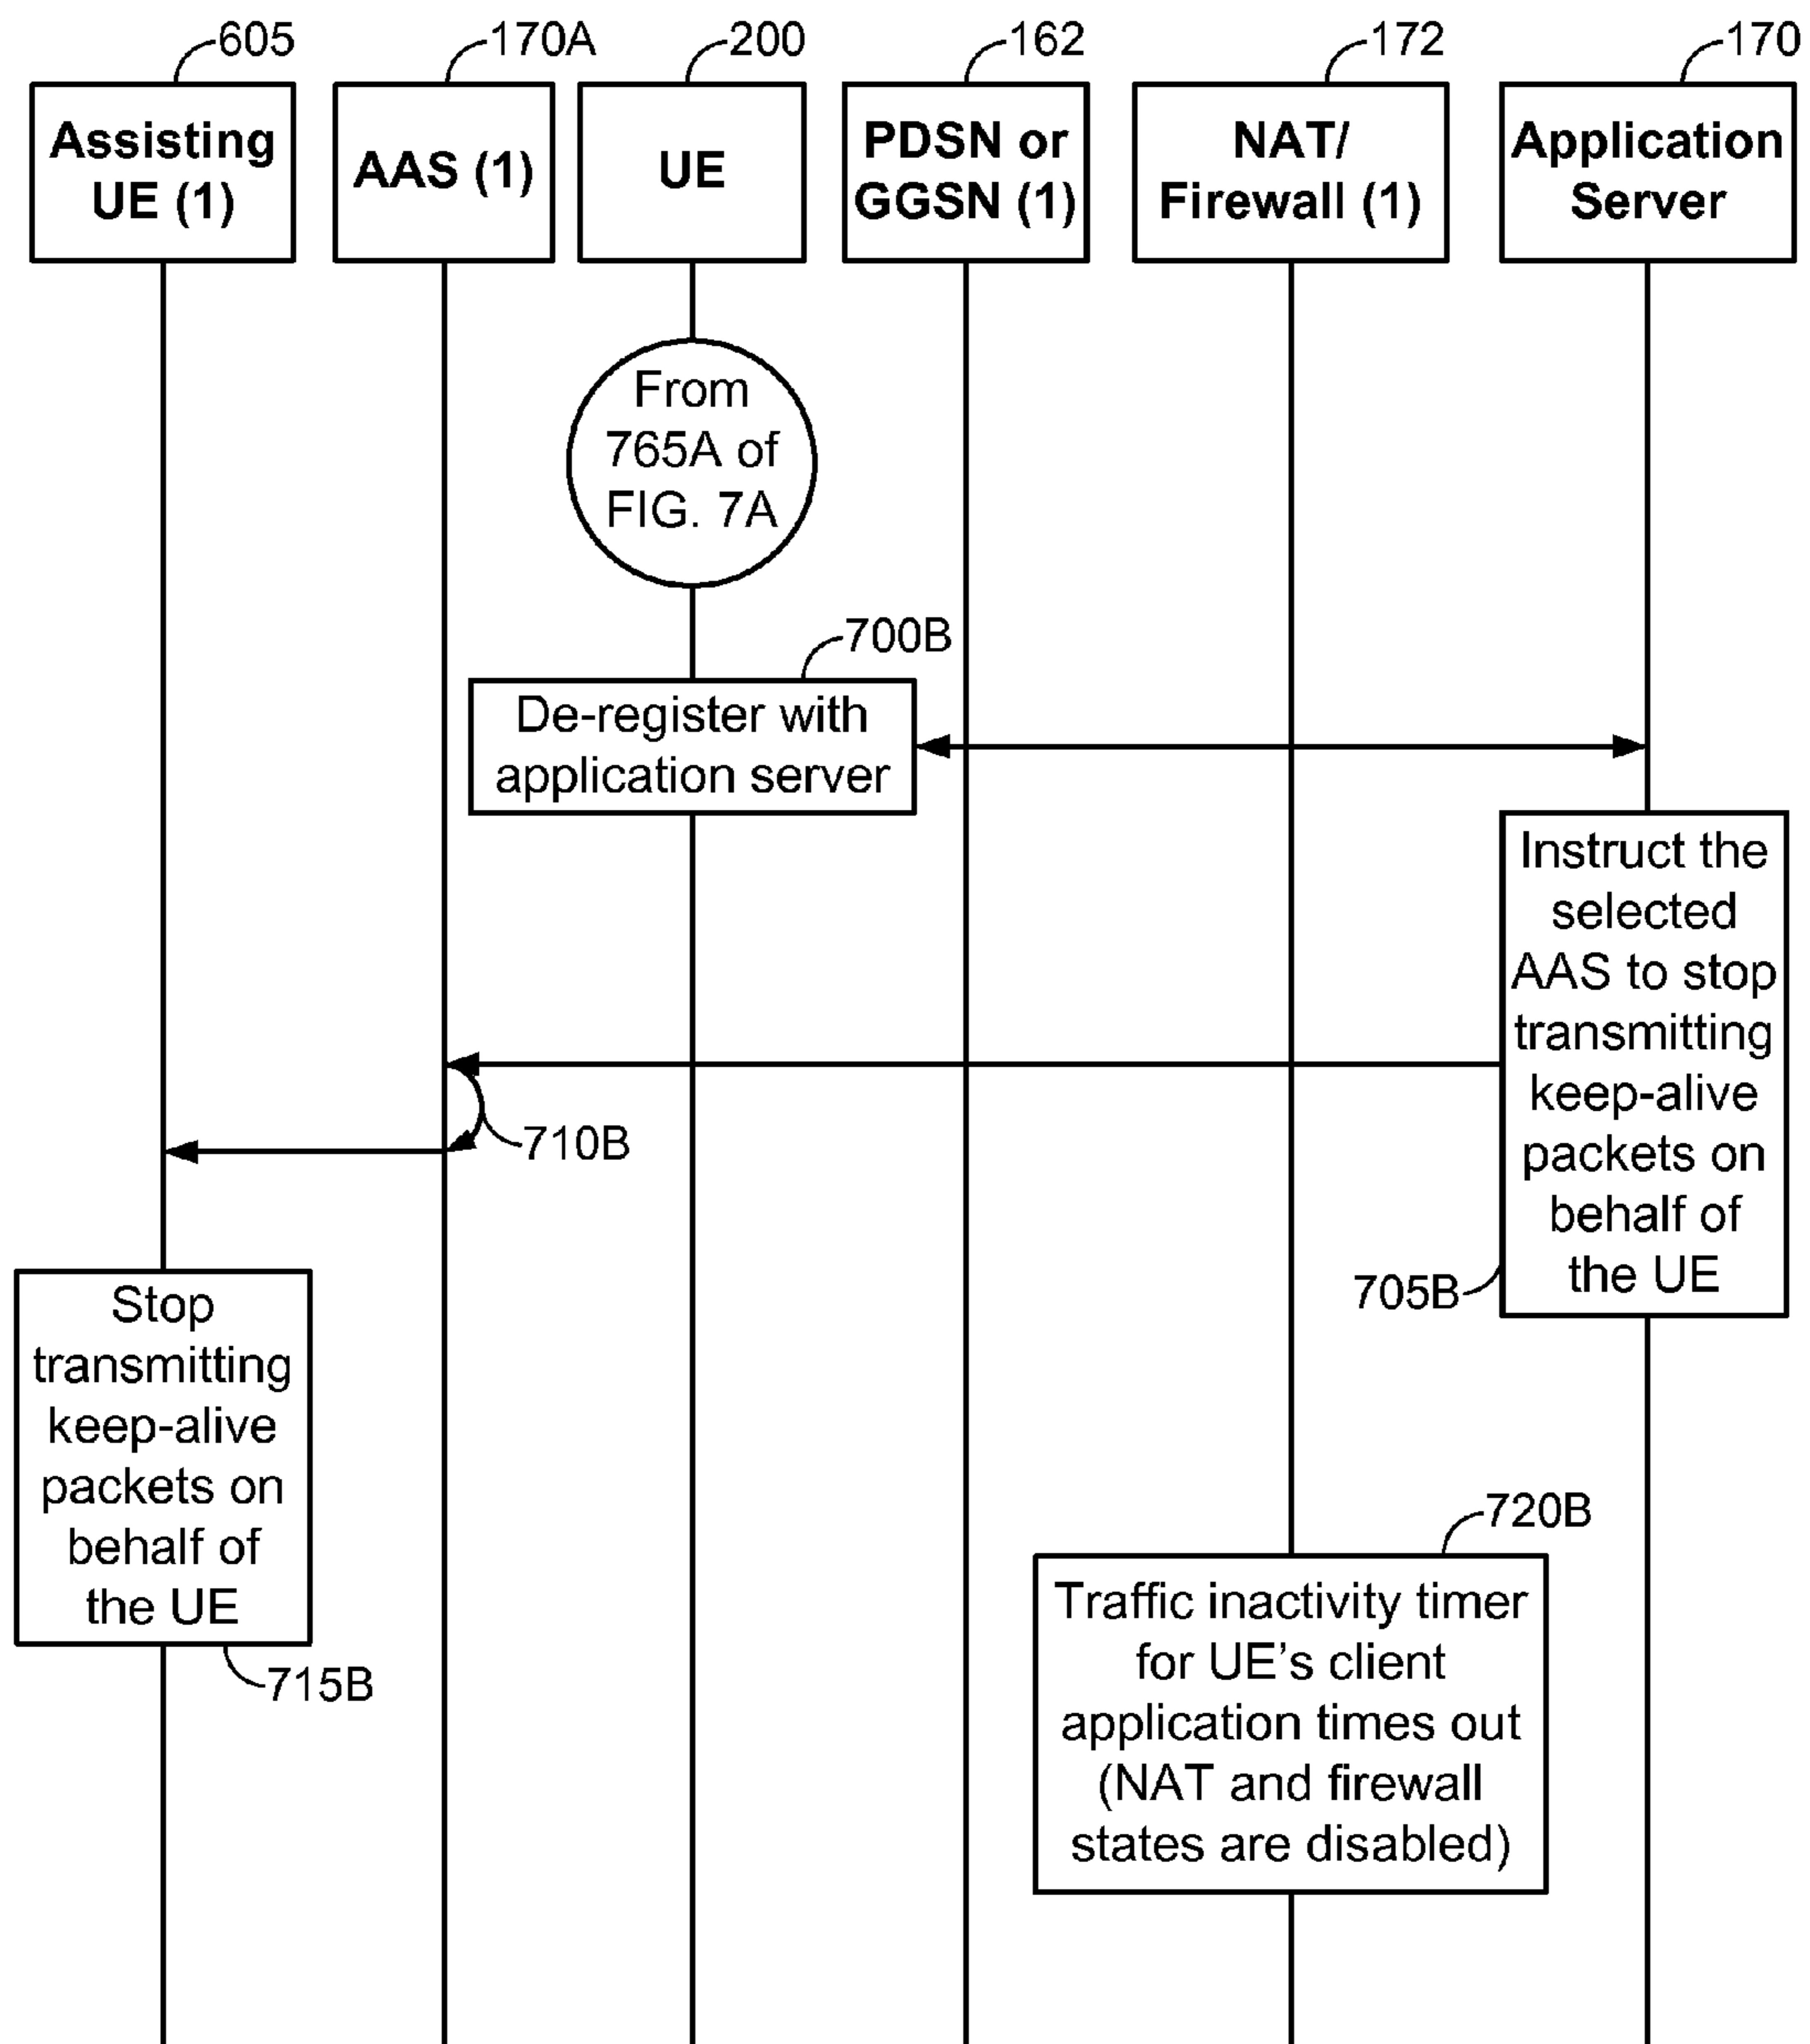 605
170A
200
162
172
170
Assisting
UE (1)
AAS (1)
UE
PDSN or
GGSN (1)
NAT/
Firewall (1)
Application
Server
From
765A of
FIG. 7A
700B
De-register with
application server
Instruct the
selected
AAS to stop
transmitting
keep-alive
packets on
behalf of
the UE
705B
710B
Stop
transmitting
keep-alive
packets on
behalf of
the UE
715B
720B
Traffic inactivity timer
for UE's client
application times out
(NAT and firewall
states are disabled)